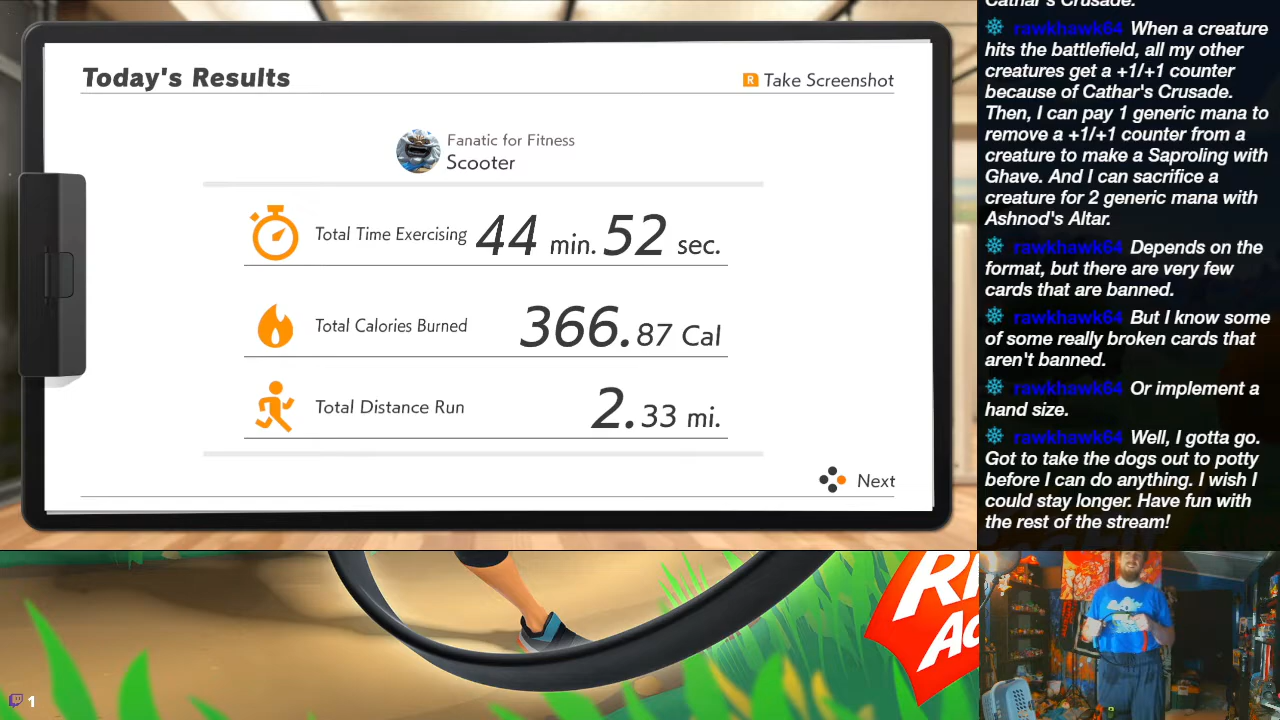 Today's Results
R Take Screenshot
Fanatic for Fitness
Scooter
Total Time Exercising 44 min. 52 sec.
Total Calories Burned 366.87 Cal
Total Distance Run 2.33 mi.
Next
Cathar's Crusade.
rawkhawk64 When a creature
hits the battlefield, all my other
creatures get a +1/+1 counter
because of Cathar's Crusade.
Then, I can pay 1 generic mana to
remove a +1/+1 counter from a
creature to make a Saproling with
Ghave. And I can sacrifice a
creature for 2 generic mana with
Ashnod's Altar.
rawkhawk64 Depends on the
format, but there are very few
cards that are banned.
rawkhawk64 But I know some
of some really broken cards that
aren't banned.
rawkhawk64 Or implement a
hand size.
rawkhawk64 Well, I gotta go.
Got to take the dogs out to potty
before I can do anything. I wish I
could stay longer. Have fun with
the rest of the stream!
1